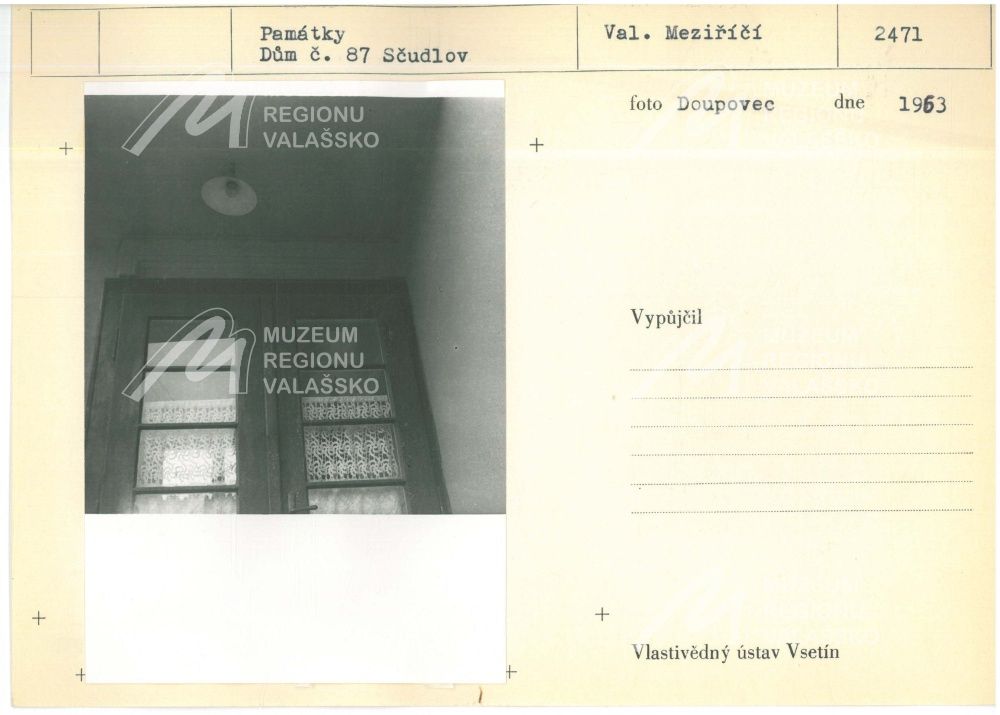 Památky
Dům č. 87 Sčudlov
Val. Meziříčí
2471
foto Doupovec dne 1963
REGIONU
VALAŠSKO
MUZEUM
REGIONU
VALAŠSKO
Vypůjčil
Vlastivědný ústav Vsetín